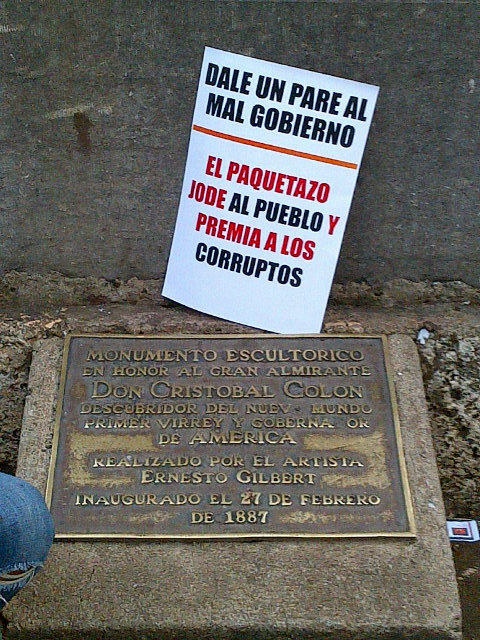 DALE UN PARE AL
MAL GOBIERNO
EL PAQUETAZO
JODE AL PUEBLO Y
PREMIA A LOS
CORRUPTOS
MONUMENTO ESCULTORICO
EN HONOR AL GRAN ALMIRANTE
DON CRISTOBAL COLON
DESCUBRIDOR DEL NUEV MUNDO
PRIMER VIRREY Y GOBERNA OR
DE AMERICA
REALIZADO POR EL ARTISTA
ERNESTO GILBERT
INAUGURADO EL 27 DE FEBRERO
DE 1887